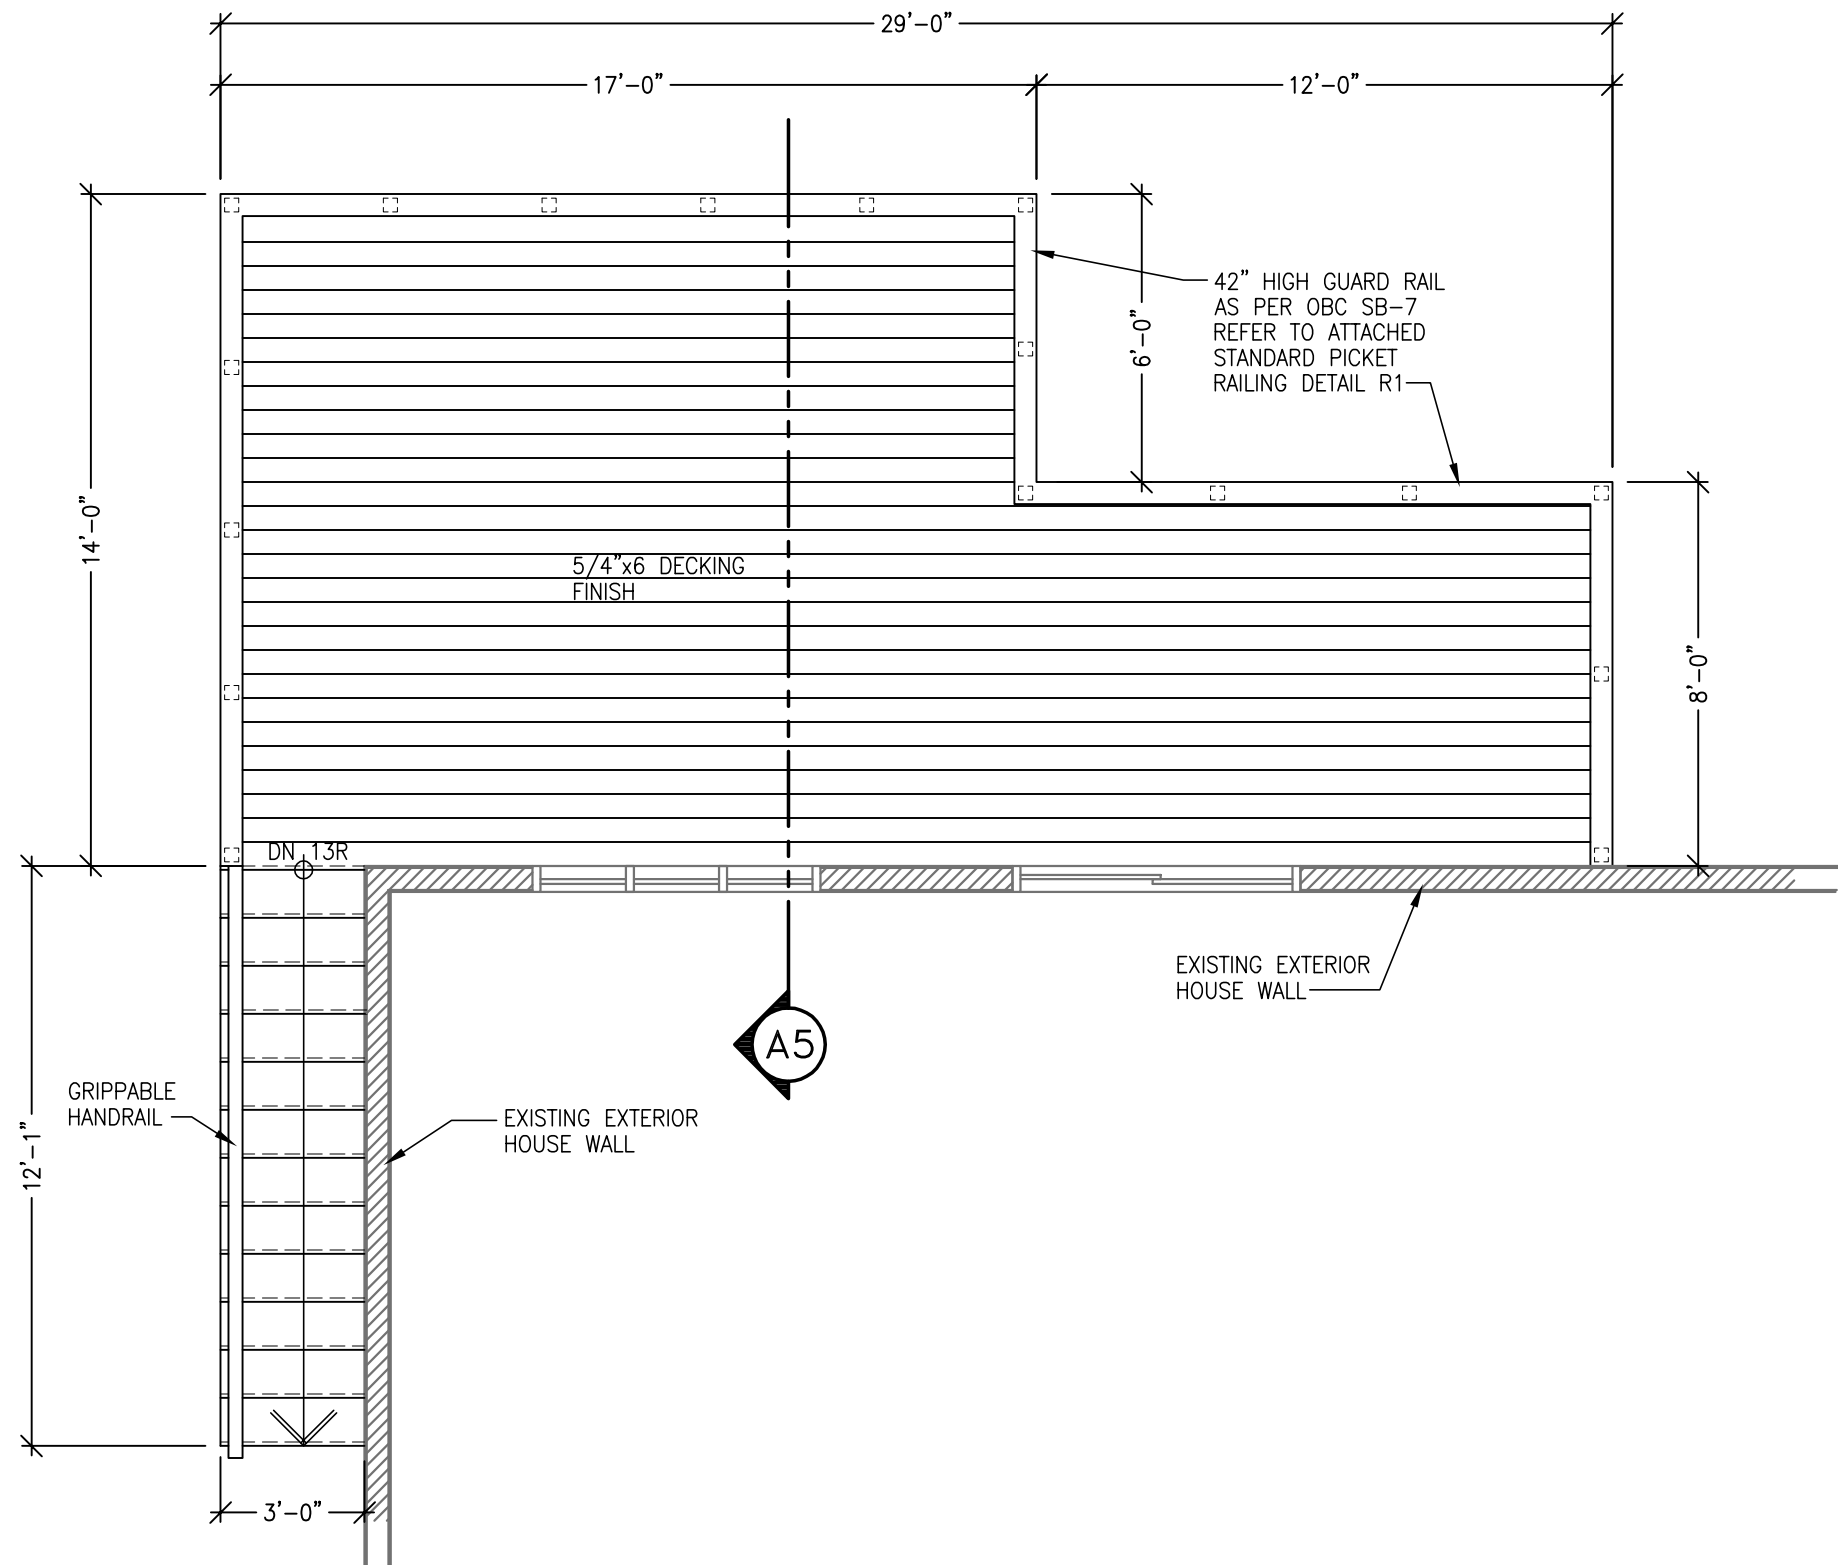 29'-0"
17'-0"
12'-0"
14'-0"
6'-0"
42" HIGH GUARD RAIL
AS PER OBC SB-7
REFER TO ATTACHED
STANDARD PICKET
RAILING DETAIL R1
5/4"x6 DECKING
FINISH
8'-0"
DN 13R
EXISTING EXTERIOR
HOUSE WALL
A5
GRIPPABLE
HANDRAIL
EXISTING EXTERIOR
HOUSE WALL
12'-1"
3'-0"